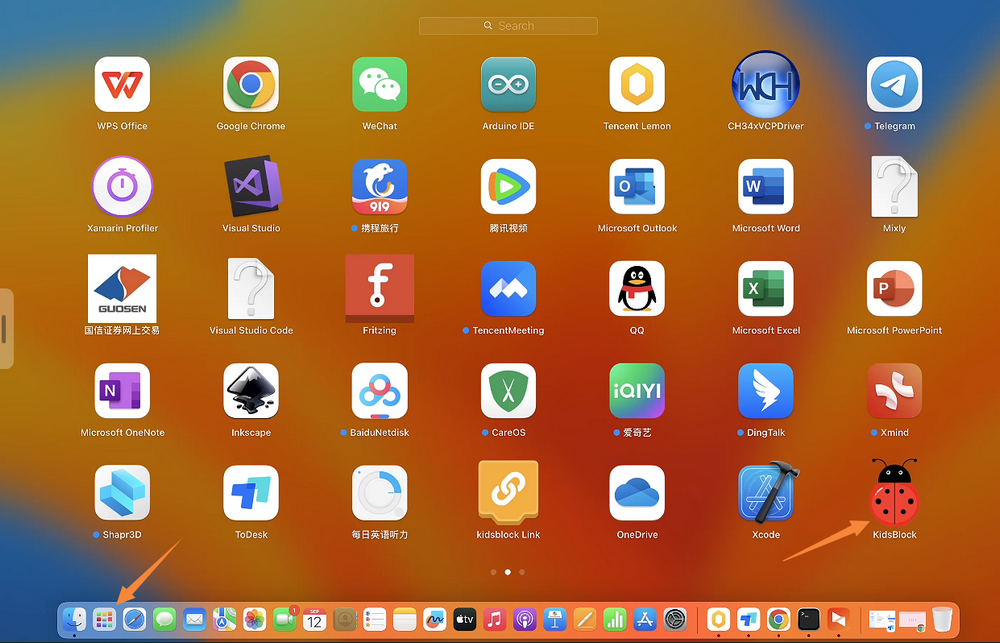 Search
WPS Office
Google Chrome
WeChat
Arduino IDE
Tencent Lemon
WCH
CH34xVCPDriver
Telegram
Xamarin Profiler
Visual Studio
919
携程旅行
腾讯视频
O
Microsoft Outlook
W
Microsoft Word
?
Mixly
GUOSEN
国信证券网上交易
?
Visual Studio Code
f
Fritzing
TencentMeeting
QQ
X
Microsoft Excel
P
Microsoft PowerPoint
N
Microsoft OneNote
Inkscape
BaiduNetdisk
CareOS
iQIYI
爱奇艺
DingTalk
Xmind
Shapr3D
ToDesk
每日英语听力
kidsblock Link
OneDrive
Xcode
KidsBlock
1
SEP
12
tv